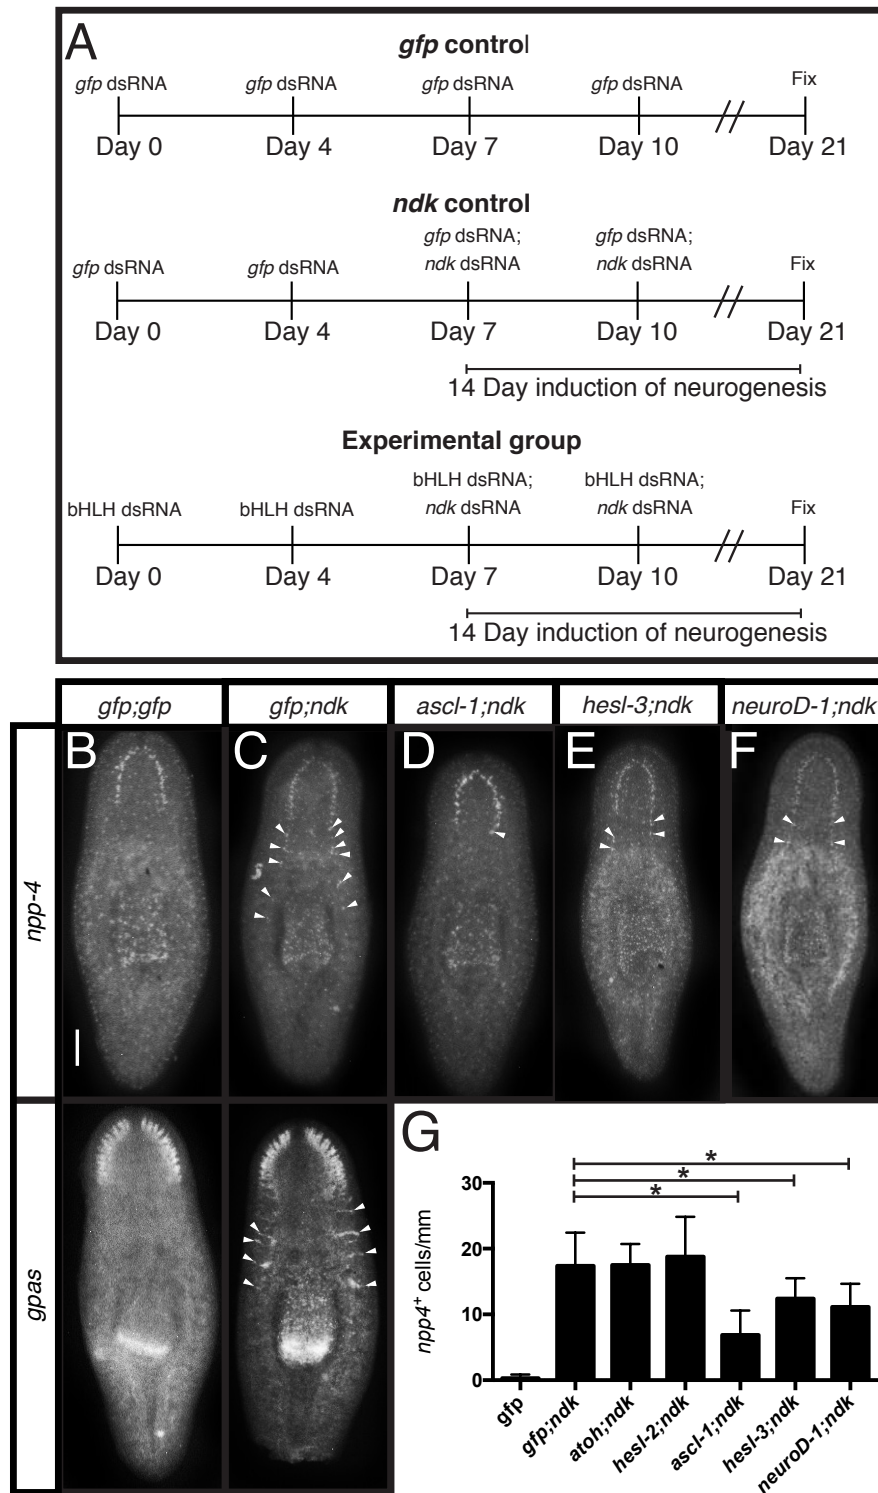 A
gfp control
gfp dsRNA gfp dsRNA gfp dsRNA gfp dsRNA Fix
Day 0 Day 4 Day 7 Day 10 Day 21
ndk control
gfp dsRNA; gfp dsRNA;
gfp dsRNA gfp dsRNA ndk dsRNA ndk dsRNA Fix
Day 0 Day 4 Day 7 Day 10 Day 21
14 Day induction of neurogenesis
Experimental group
bHLH dsRNA; bHLH dsRNA;
bHLH dsRNA bHLH dsRNA ndk dsRNA ndk dsRNA Fix
Day 0 Day 4 Day 7 Day 10 Day 21
14 Day induction of neurogenesis
gfp;gfp gfp;ndk ascl-1;ndk hesl-3;ndk neuroD-1;ndk
B C D E F
npp-4
gpas
G
*
*
*
30
20
10
0
npp4+ cells/mm
gfp
gfp;ndk
atoh;ndk
hesl-2;ndk
ascl-1;ndk
hesl-3;ndk
neuroD-1;ndk